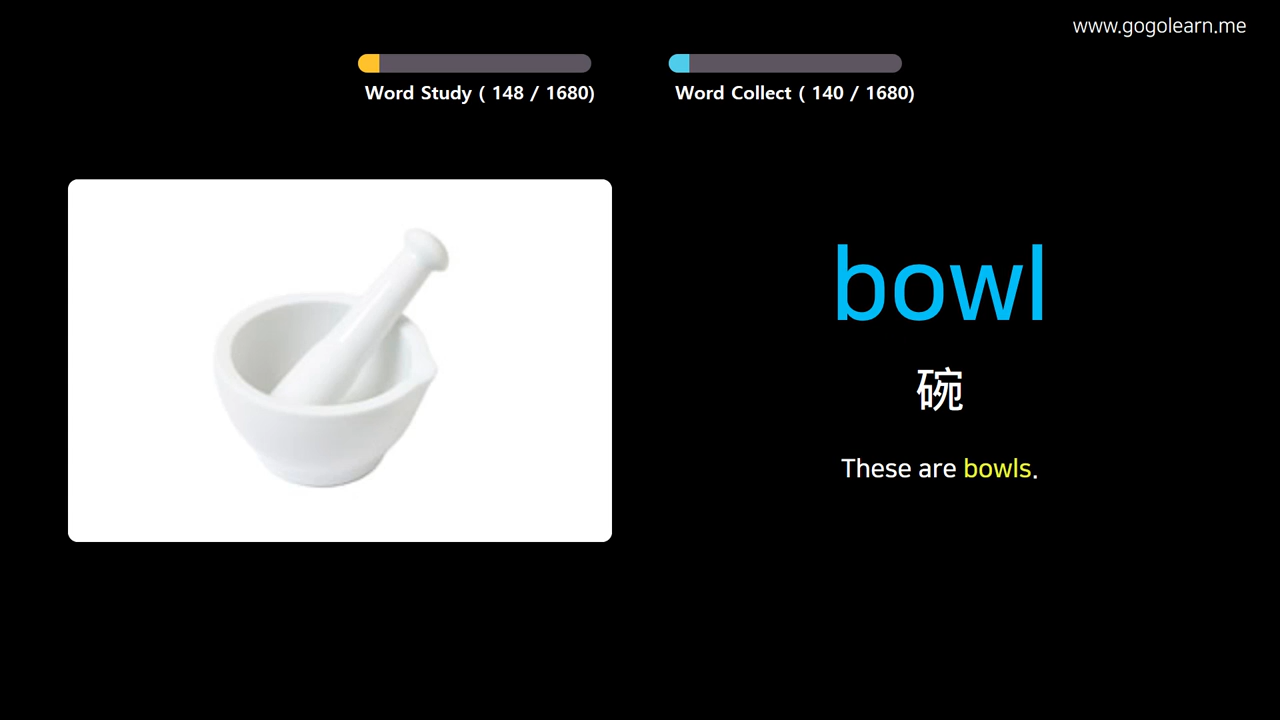 www.gogolearn.me
Word Study ( 148 / 1680)
Word Collect ( 140 / 1680)
bowl
碗
These are bowls.